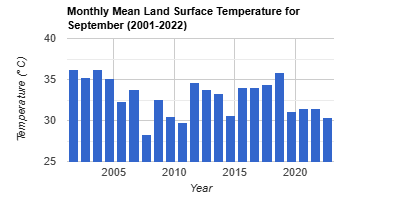 Monthly Mean Land Surface Temperature for
September (2001-2022)
40
35
30
25
Temperature (° C)
2005 2010 2015 2020
Year